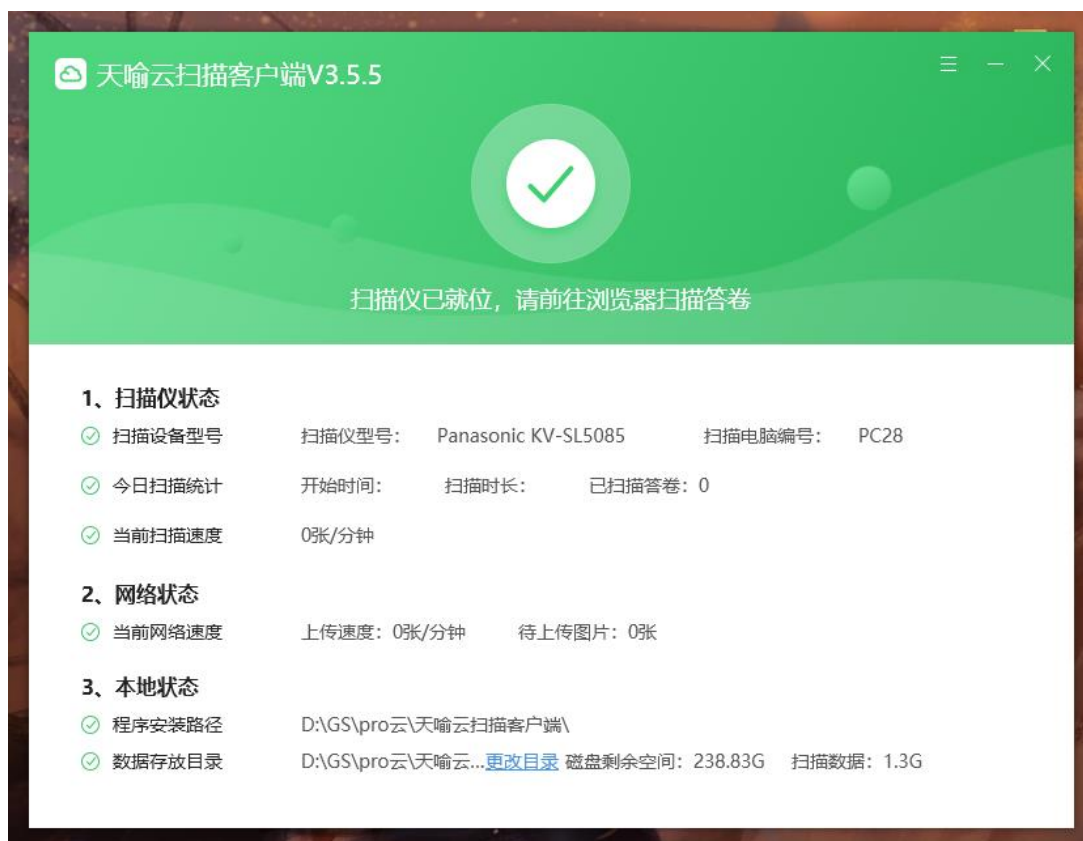 天喻云扫描客户端V3.5.5
扫描仪已就位，请前往浏览器扫描答卷
1、扫描仪状态
扫描设备型号 扫描仪型号： Panasonic KV-SL5085 扫描电脑编号： PC28
今日扫描统计 开始时间： 扫描时长： 已扫描答卷：0
当前扫描速度 0张/分钟
2、网络状态
当前网络速度 上传速度：0张/分钟 待上传图片：0张
3、本地状态
程序安装路径 D:\GS\pro云\天喻云扫描客户端\
数据存放目录 D:\GS\pro云\天喻云...更改目录 磁盘剩余空间：238.83G 扫描数据：1.3G